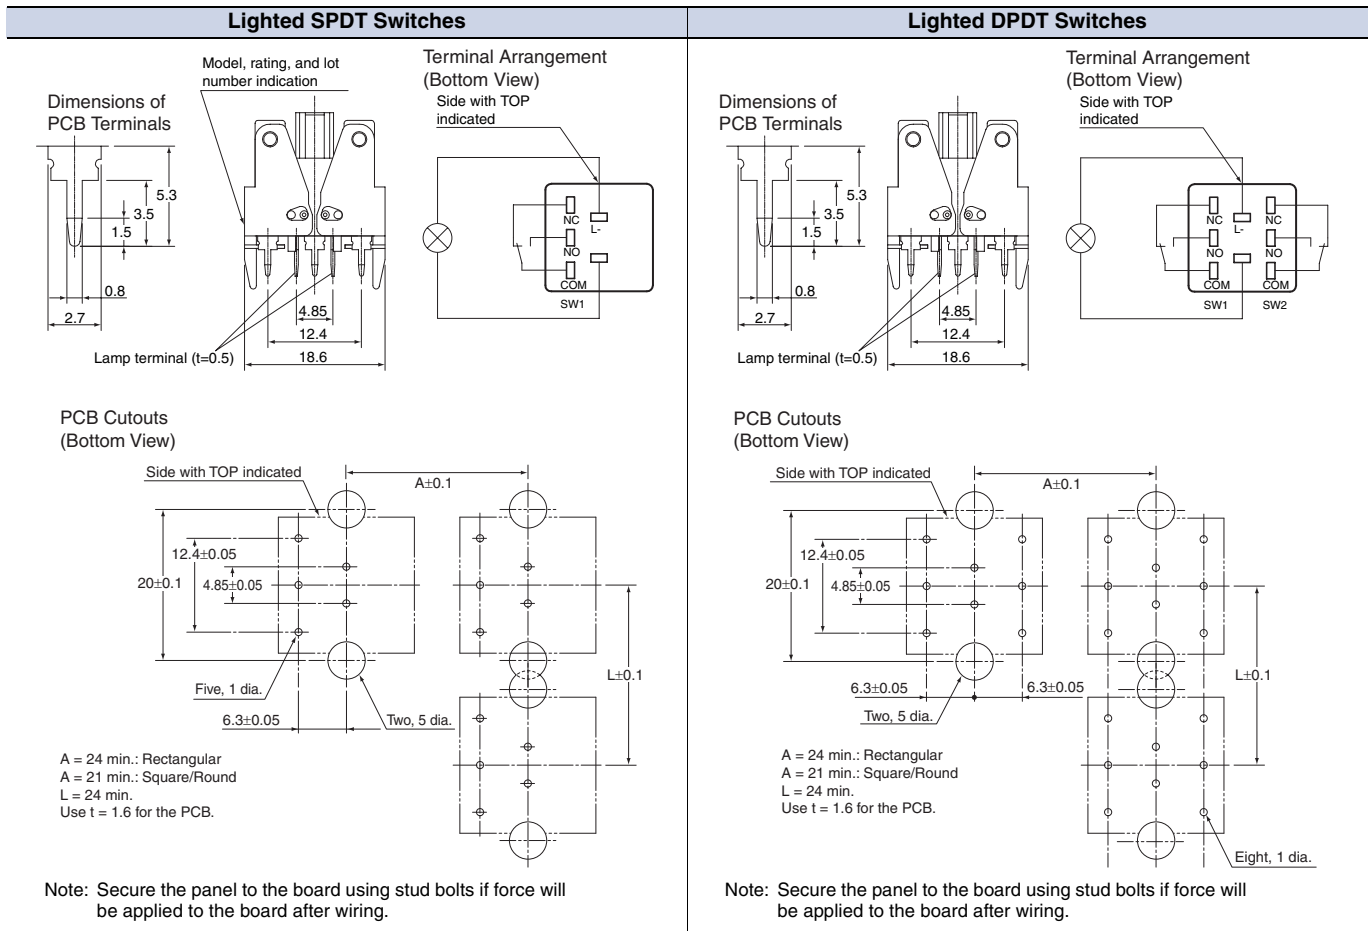 Lighted SPDT Switches
Model, rating, and lot
number indication
Terminal Arrangement
(Bottom View)
Side with TOP
indicated
Dimensions of
PCB Terminals
5.3
3.5
1.5
0.8
2.7
NC
L-
NO
COM
SW1
4.85
12.4
18.6
Lamp terminal (t=0.5)
PCB Cutouts
(Bottom View)
Side with TOP indicated
A±0.1
12.4±0.05
20±0.1
4.85±0.05
L±0.1
Five, 1 dia.
6.3±0.05
Two, 5 dia.
A = 24 min.: Rectangular
A = 21 min.: Square/Round
L = 24 min.
Use t = 1.6 for the PCB.
Note: Secure the panel to the board using stud bolts if force will
be applied to the board after wiring.
Lighted DPDT Switches
Terminal Arrangement
(Bottom View)
Side with TOP
indicated
Dimensions of
PCB Terminals
5.3
3.5
1.5
0.8
2.7
NC
L-
NC
NO
NO
COM
COM
SW1
SW2
4.85
12.4
18.6
Lamp terminal (t=0.5)
PCB Cutouts
(Bottom View)
Side with TOP indicated
A±0.1
12.4±0.05
20±0.1
4.85±0.05
L±0.1
6.3±0.05
6.3±0.05
Two, 5 dia.
A = 24 min.: Rectangular
A = 21 min.: Square/Round
L = 24 min.
Use t = 1.6 for the PCB.
Eight, 1 dia.
Note: Secure the panel to the board using stud bolts if force will
be applied to the board after wiring.